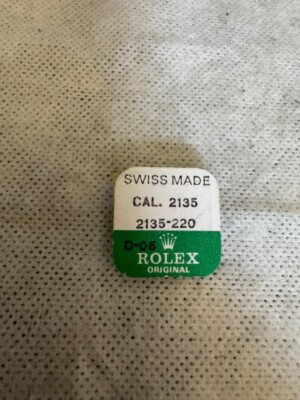 SWISS MADE
CAL. 2135
2135-220
D-05
ROLEX
ORIGINAL